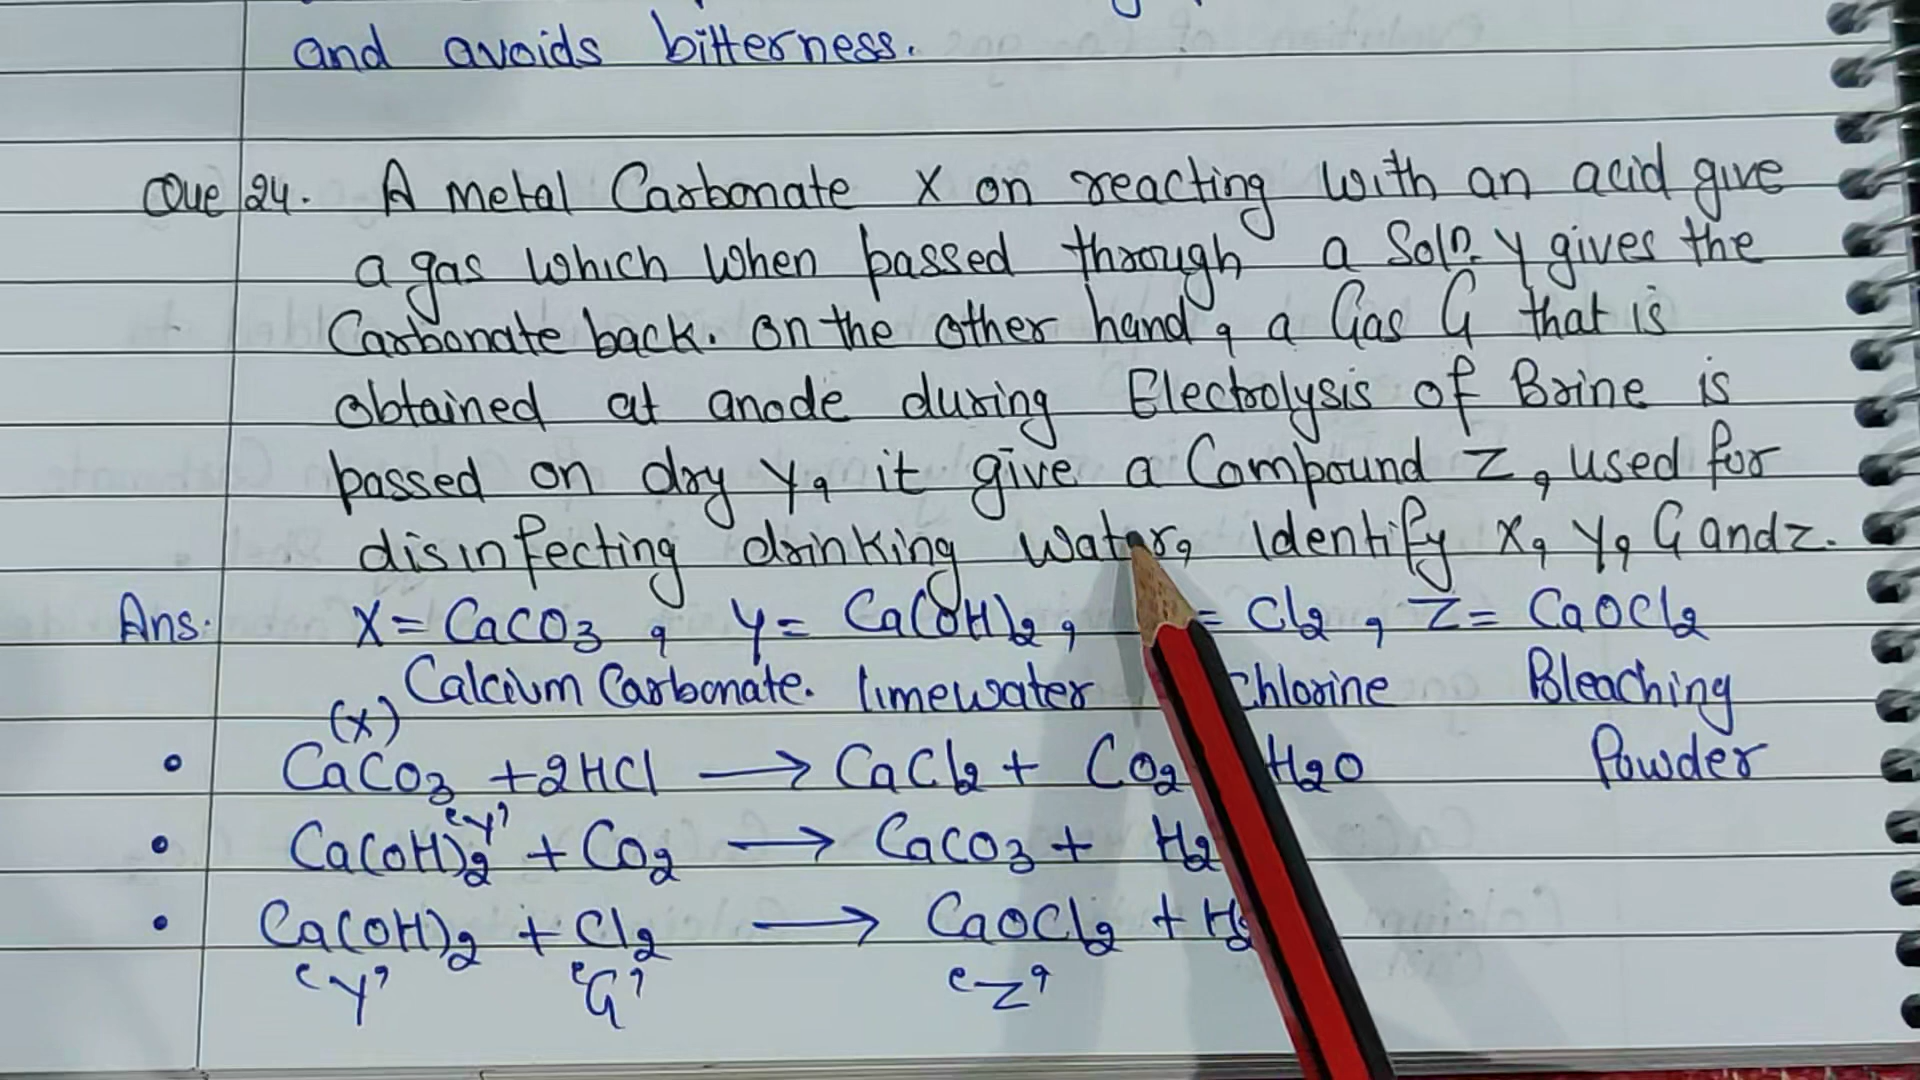 and avoids bitterness.
Que 24. A metal Carbonate X on reacting with an acid give
a gas which when passed through a Soln. Y gives the
Carbonate back. On the other hand, a Gas G that is
obtained at anode during Electrolysis of Brine is
passed on dry Y, it give a Compound Z, used for
disinfecting drinking water, Identify X, Y, G and Z.
Ans. X = CaCO3, Y = Ca(OH)2, = Cl2, Z = CaOCl2
Calcium Carbonate. limewater chlorine Bleaching
(X)
• CaCO3 + 2HCl → CaCl2 + CO2 H2O Powder
'Y'
• Ca(OH)2 + CO2 → CaCO3 + H2
• Ca(OH)2 + Cl2 → CaOCl2 + H2
'Y' 'G' 'Z'